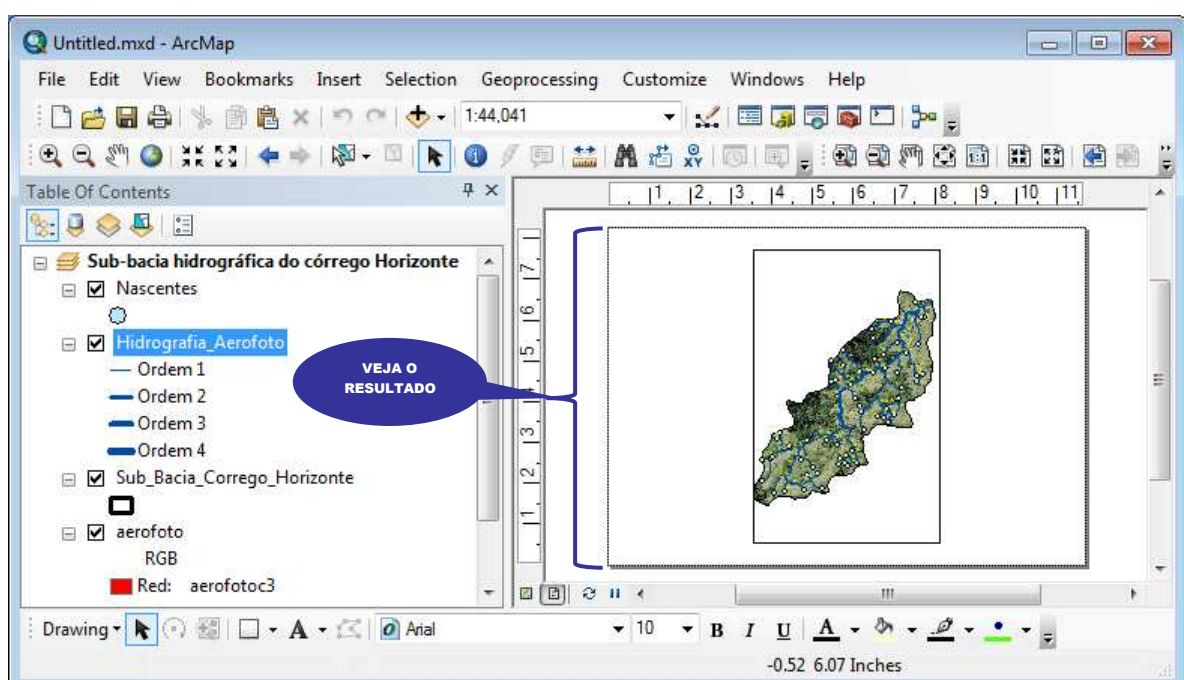 Untitled.mxd - ArcMap
File Edit View Bookmarks Insert Selection Geoprocessing Customize Windows Help
1:44,041
Table Of Contents
Sub-bacia hidrográfica do córrego Horizonte
Nascentes
Hidrografia_Aerofoto
Ordem 1
Ordem 2
Ordem 3
Ordem 4
Sub_Bacia_Corrego_Horizonte
aerofoto
RGB
Red: aerofotoc3
VEJA O
RESULTADO
1 2 3 4 5 6 7 8 9 10 11
7
6
5
4
3
2
1
Drawing A Arial 10 B I U A
-0.52 6.07 Inches